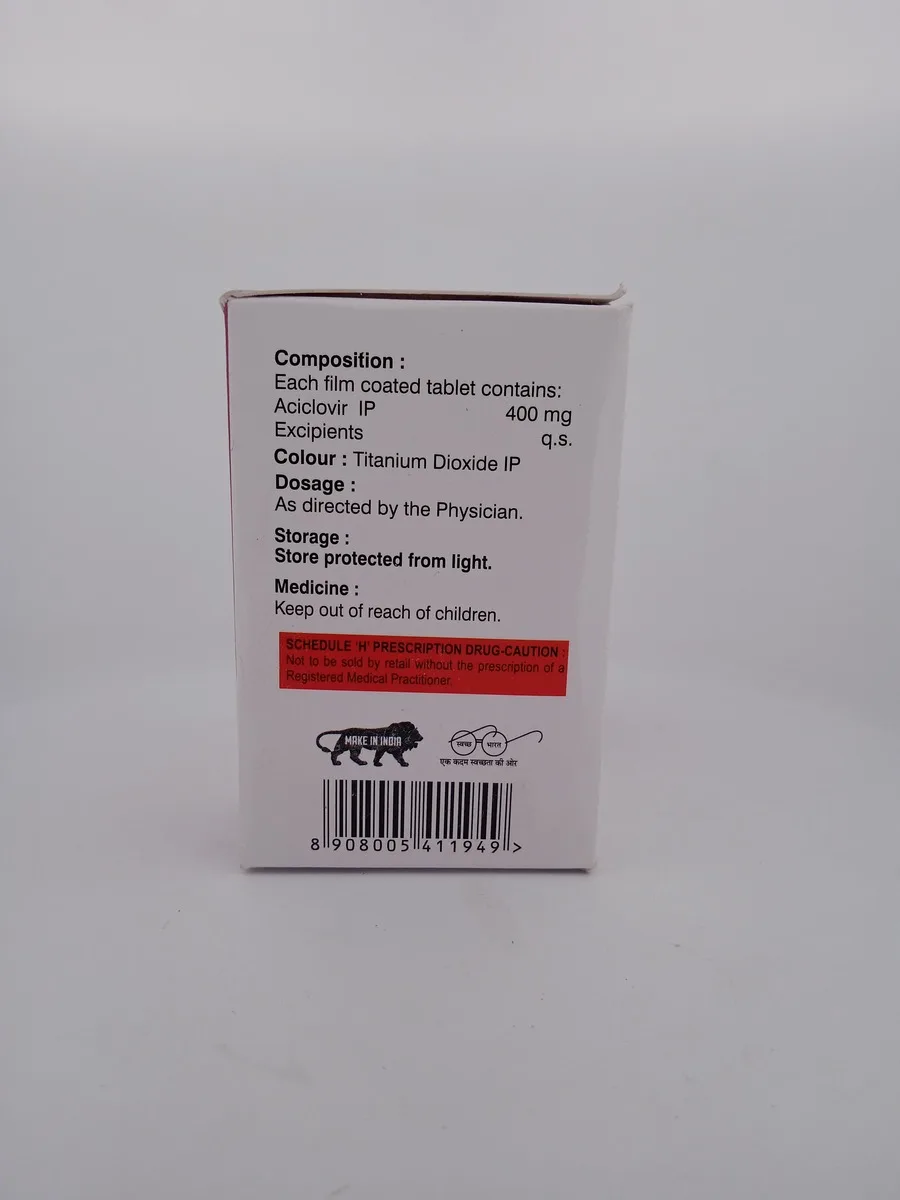 Composition :
Each film coated tablet contains:
Aciclovir IP 400 mg
Excipients q.s.
Colour : Titanium Dioxide IP
Dosage :
As directed by the Physician.
Storage :
Store protected from light.
Medicine :
Keep out of reach of children.
SCHEDULE 'H' PRESCRIPTION DRUG-CAUTION :
Not to be sold by retail without the prescription of a
Registered Medical Practitioner.
MAKE IN INDIA
स्वच्छ भारत
एक कदम स्वच्छता की ओर
8 908005 411949 >